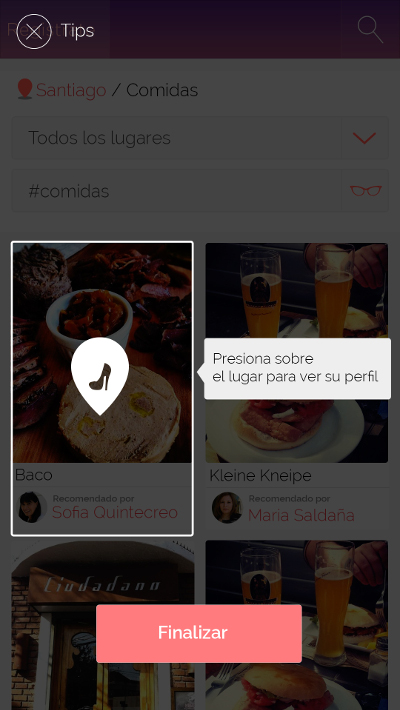 Tips
Santiago / Comidas
Todos los lugares
#comidas
Presiona sobre
el lugar para ver su perfil
Baco
Recomendado por
Sofia Quintecreo
Kleine Kneipe
Recomendado por
Maria Saldaña
Ciudadano
Finalizar